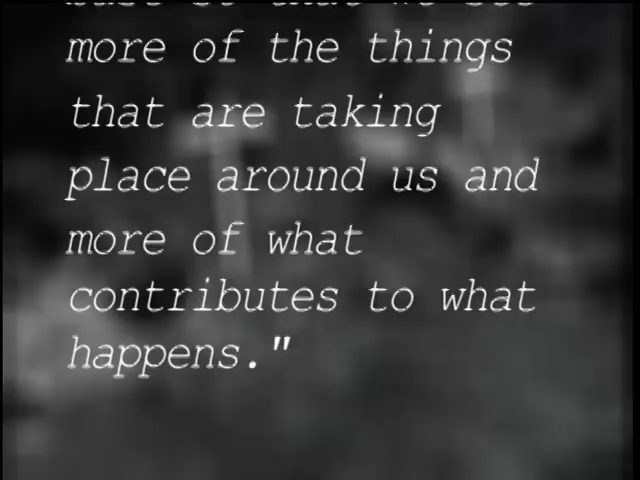 more of the things
that are taking
place around us and
more of what
contributes to what
happens."